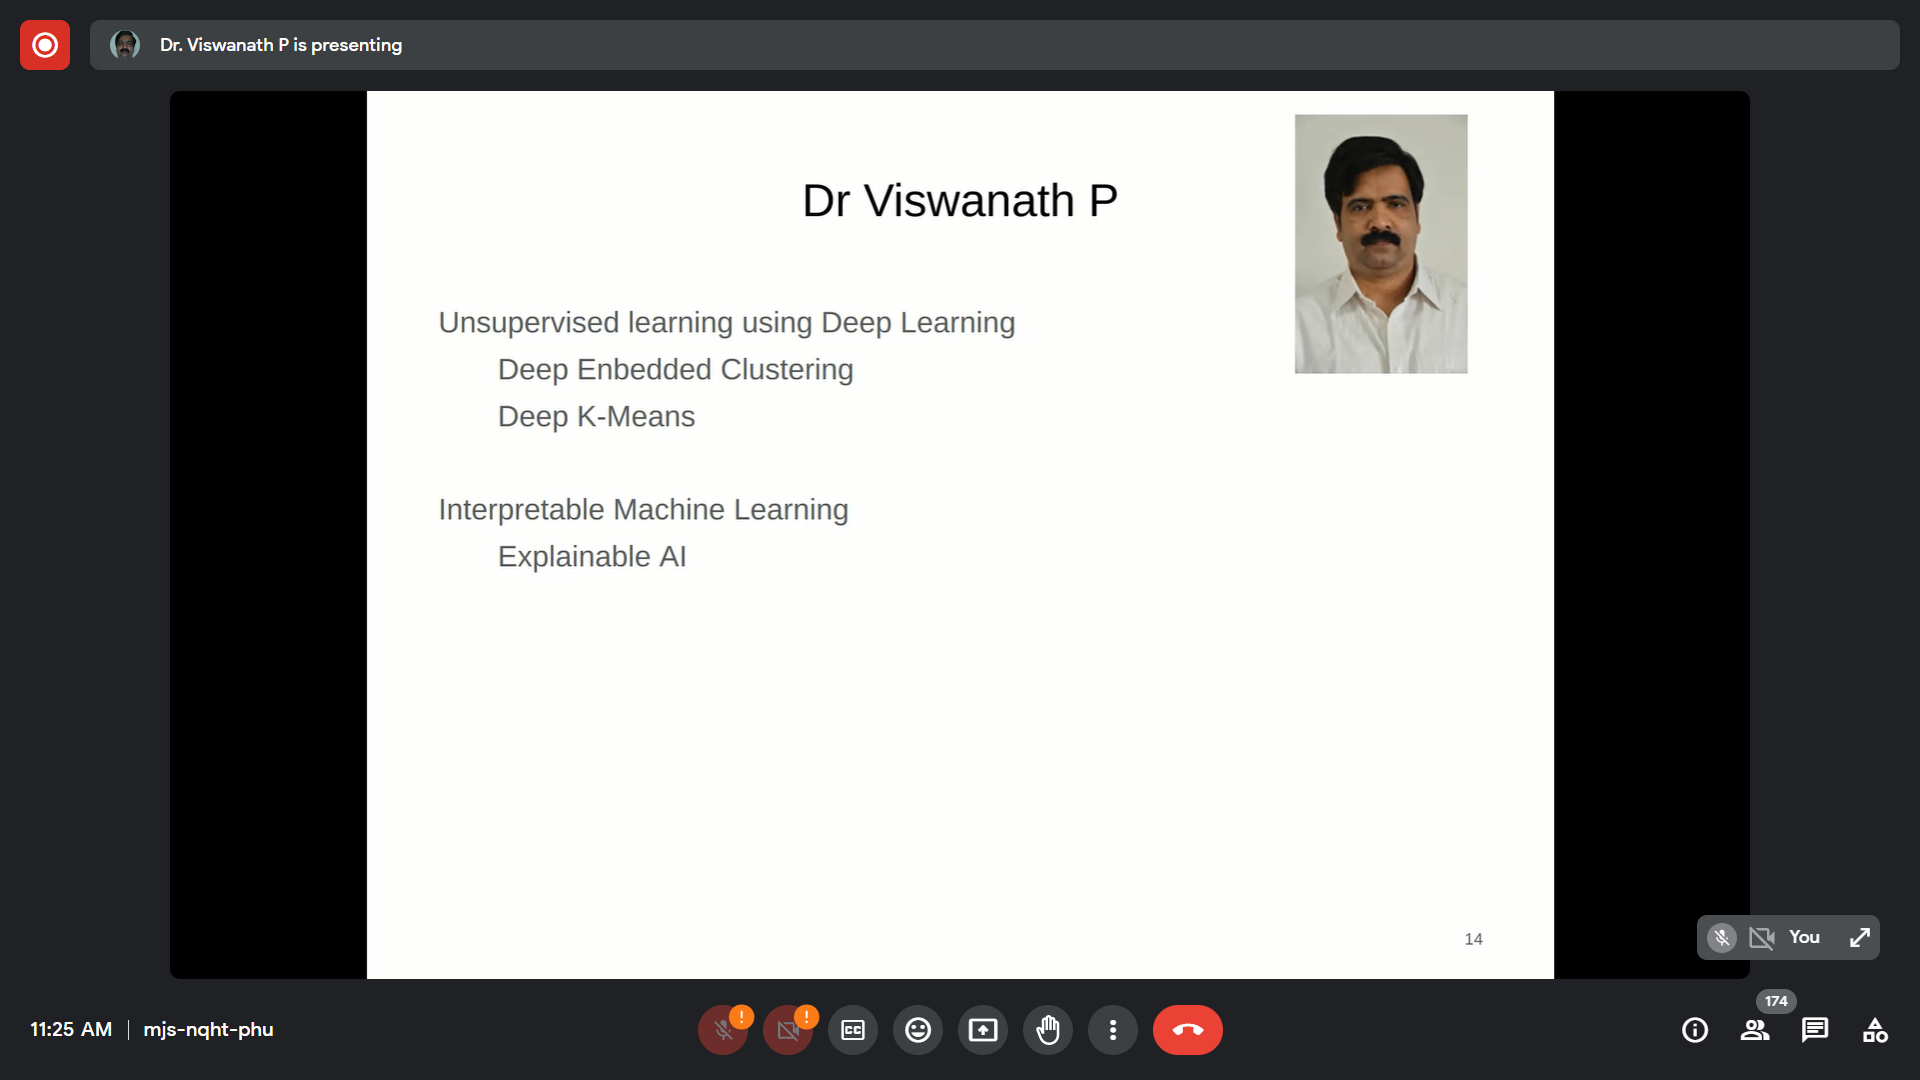 Dr. Viswanath P is presenting
Dr Viswanath P
Unsupervised learning using Deep Learning
Deep Enbedded Clustering
Deep K-Means
Interpretable Machine Learning
Explainable AI
14
You
11:25 AM | mjs-nqht-phu
! ! CC
174